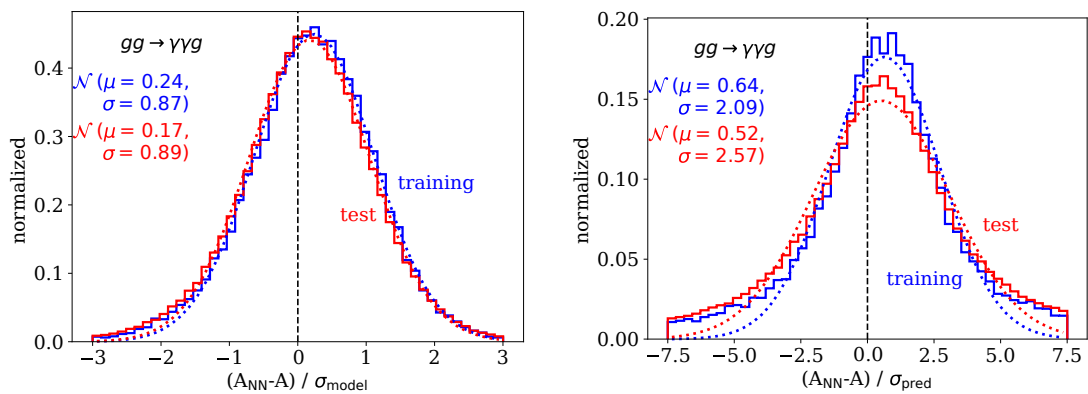 gg → γγg
𝒩 (μ = 0.24,
σ = 0.87)
𝒩 (μ = 0.17,
σ = 0.89)
training
test
normalized
0.4
0.3
0.2
0.1
0.0
−3 −2 −1 0 1 2 3
(A_NN-A) / σ_model
gg → γγg
𝒩 (μ = 0.64,
σ = 2.09)
𝒩 (μ = 0.52,
σ = 2.57)
test
training
normalized
0.20
0.15
0.10
0.05
0.00
−7.5 −5.0 −2.5 0.0 2.5 5.0 7.5
(A_NN-A) / σ_pred